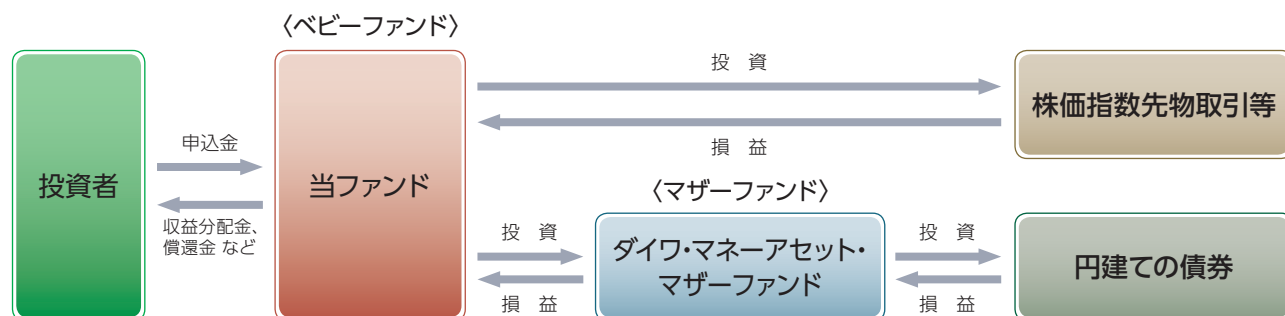 〈ベビーファンド〉
投資者
申込金
収益分配金、
償還金 など
当ファンド
投 資
損 益
株価指数先物取引等
〈マザーファンド〉
投 資
損 益
ダイワ・マネーアセット・
マザーファンド
投 資
損 益
円建ての債券